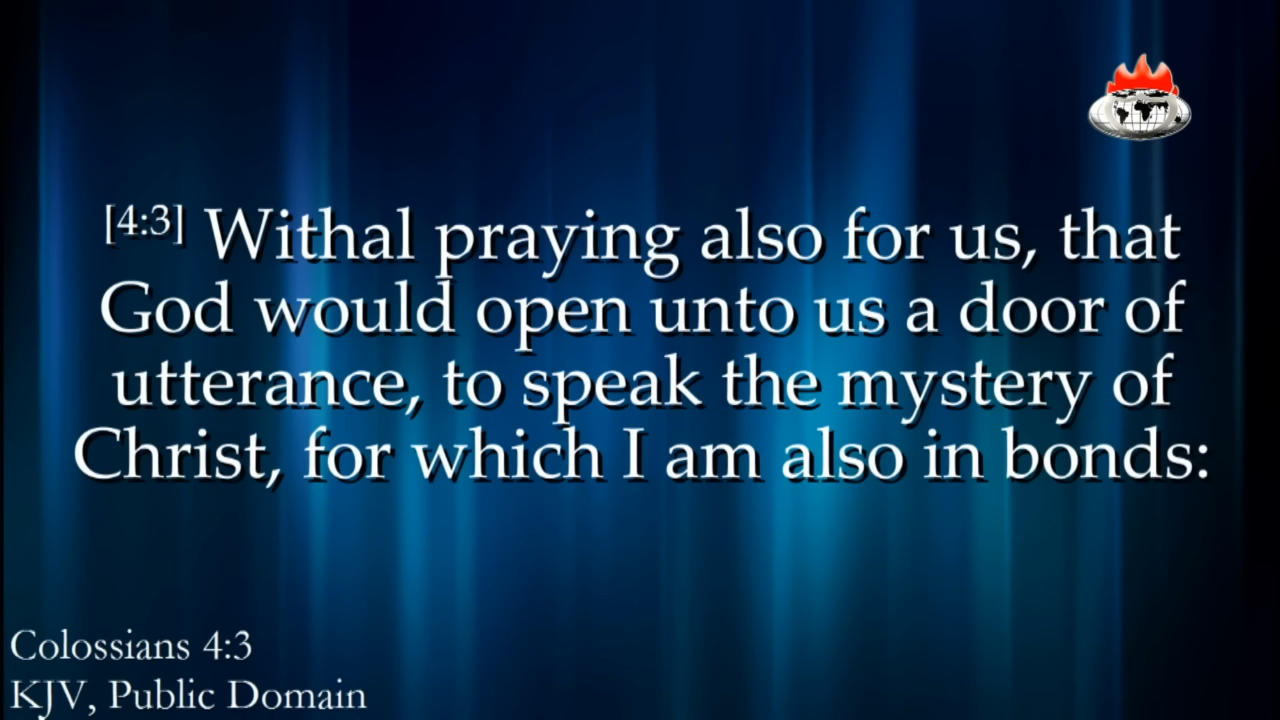 [4:3] Withal praying also for us, that
God would open unto us a door of
utterance, to speak the mystery of
Christ, for which I am also in bonds:
Colossians 4:3
KJV, Public Domain